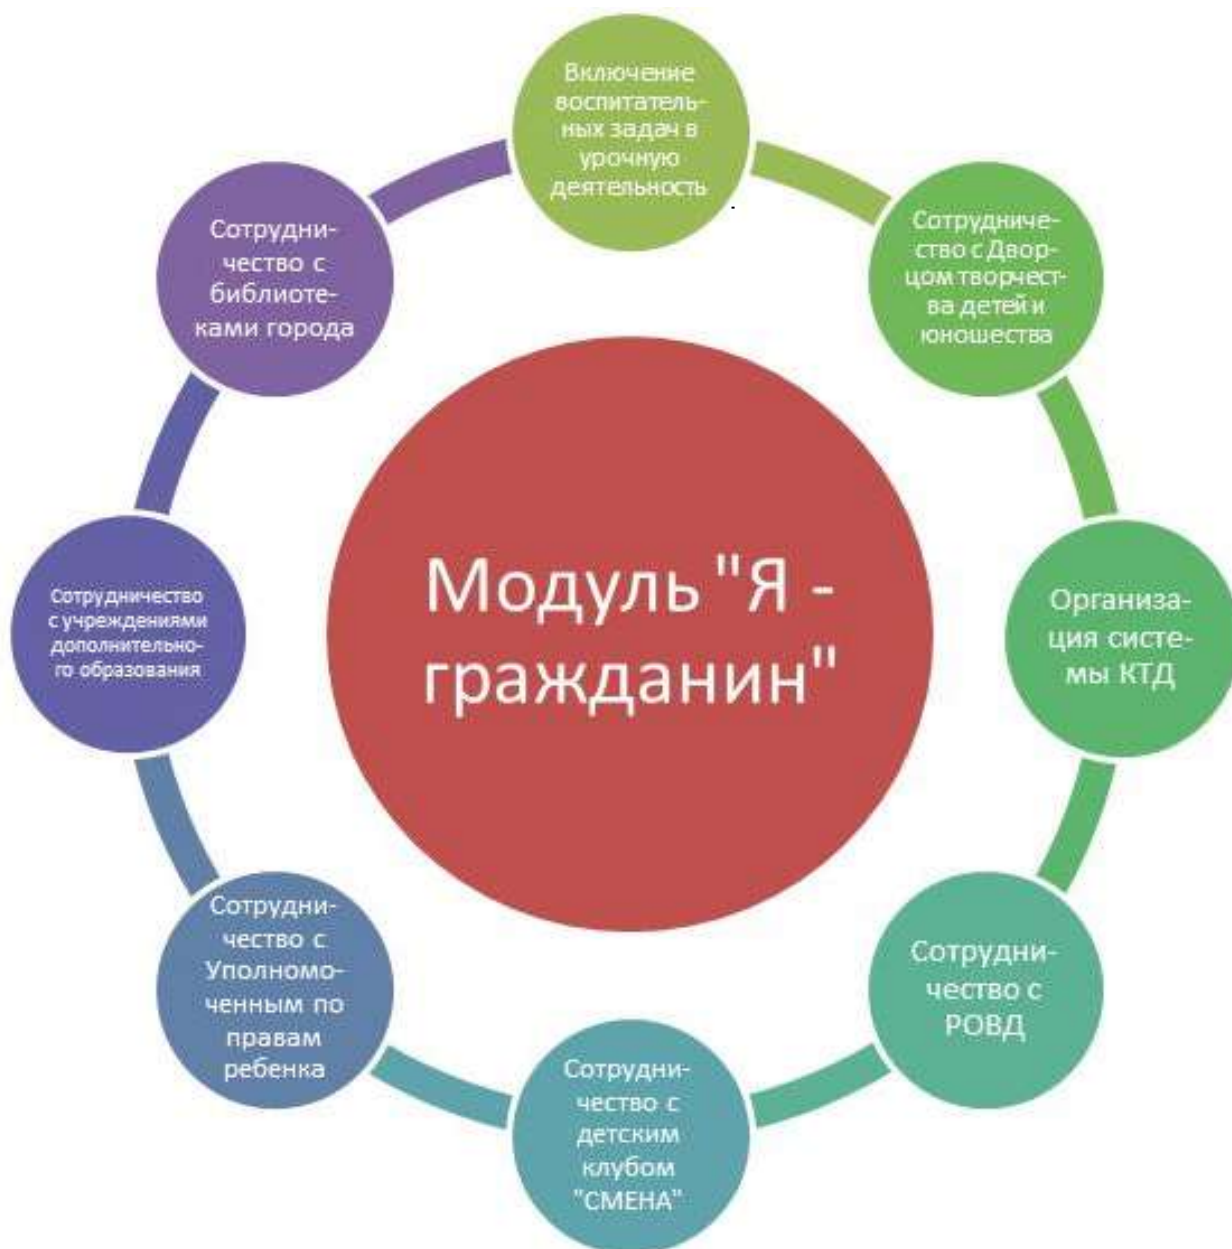 Включение
воспитатель-
ных задач в
урочную
деятельность
.
Сотрудниче-
ство с Двор-
цом творчест-
ва детей и
юношества
Организа-
ция систе-
мы КТД
Сотрудни-
чество с
РОВД
Сотрудни-
чество с
детским
клубом
"СМЕНА"
Сотрудни-
чество с
Уполномо-
ченным по
правам
ребенка
Сотрудничество
с учреждениями
дополнительно-
го образования
Сотрудни-
чество с
библиоте-
ками города
Модуль "Я -
гражданин"